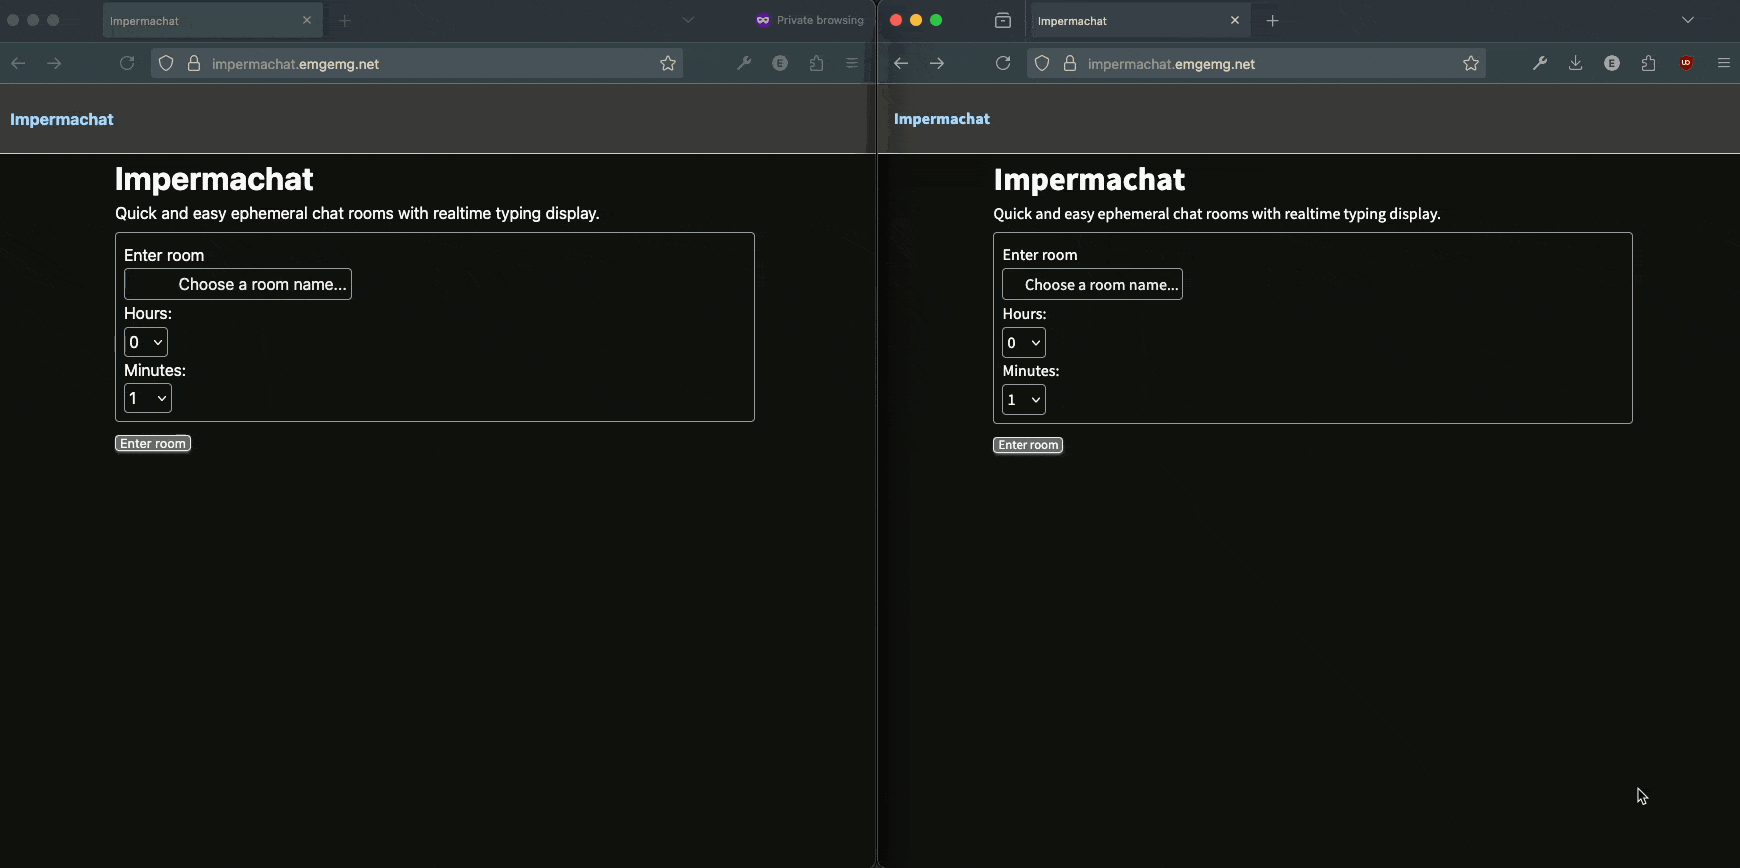 Impermachat
Private browsing
impermachat.emgemg.net
Impermachat
Impermachat
Quick and easy ephemeral chat rooms with realtime typing display.
Enter room
Choose a room name...
Hours:
0
Minutes:
1
Enter room
Impermachat
E
impermachat.emgemg.net
E
Impermachat
Impermachat
Quick and easy ephemeral chat rooms with realtime typing display.
Enter room
Choose a room name...
Hours:
0
Minutes:
1
Enter room